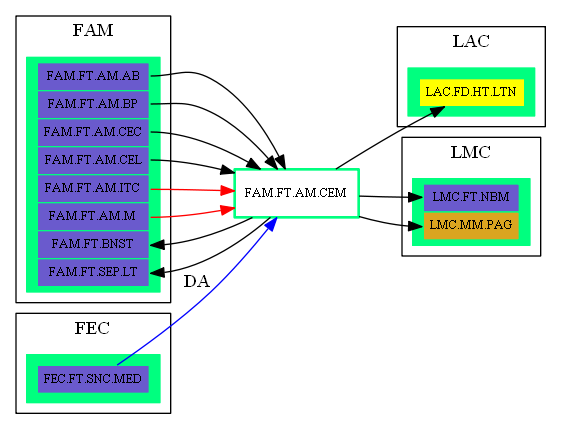 FAM
FAM.FT.AM.AB
FAM.FT.AM.BP
FAM.FT.AM.CEC
FAM.FT.AM.CEL
FAM.FT.AM.ITC
FAM.FT.AM.M
FAM.FT.BNST
FAM.FT.SEP.LT
FEC
FEC.FT.SNC.MED
DA
FAM.FT.AM.CEM
LAC
LAC.FD.HT.LTN
LMC
LMC.FT.NBM
LMC.MM.PAG